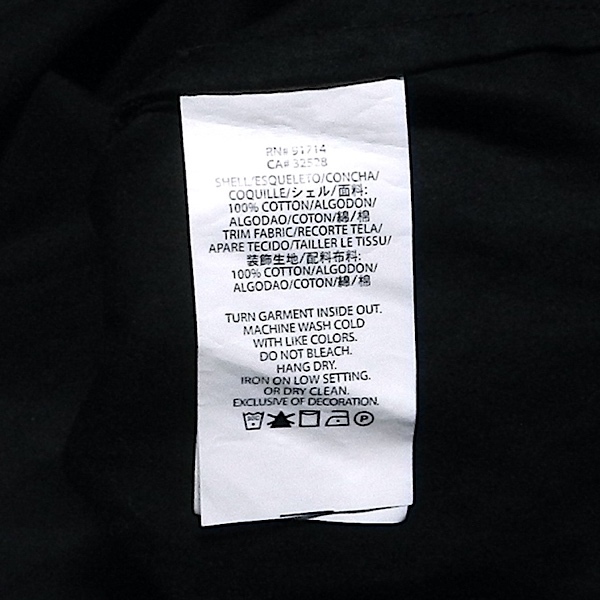 RN# 91714
CA# 32528
SHELL/ESQUELETO/CONCHA/
COQUILLE/シェル/面料:
100% COTTON/ALGODON/
ALGODAO/COTON/綿/棉
TRIM FABRIC/RECORTE TELA/
APARE TECIDO/TAILLER LE TISSU/
装飾生地/配料布料:
100% COTTON/ALGODON/
ALGODAO/COTON/綿/棉
TURN GARMENT INSIDE OUT.
MACHINE WASH COLD
WITH LIKE COLORS.
DO NOT BLEACH.
HANG DRY.
IRON ON LOW SETTING.
OR DRY CLEAN.
EXCLUSIVE OF DECORATION.
P